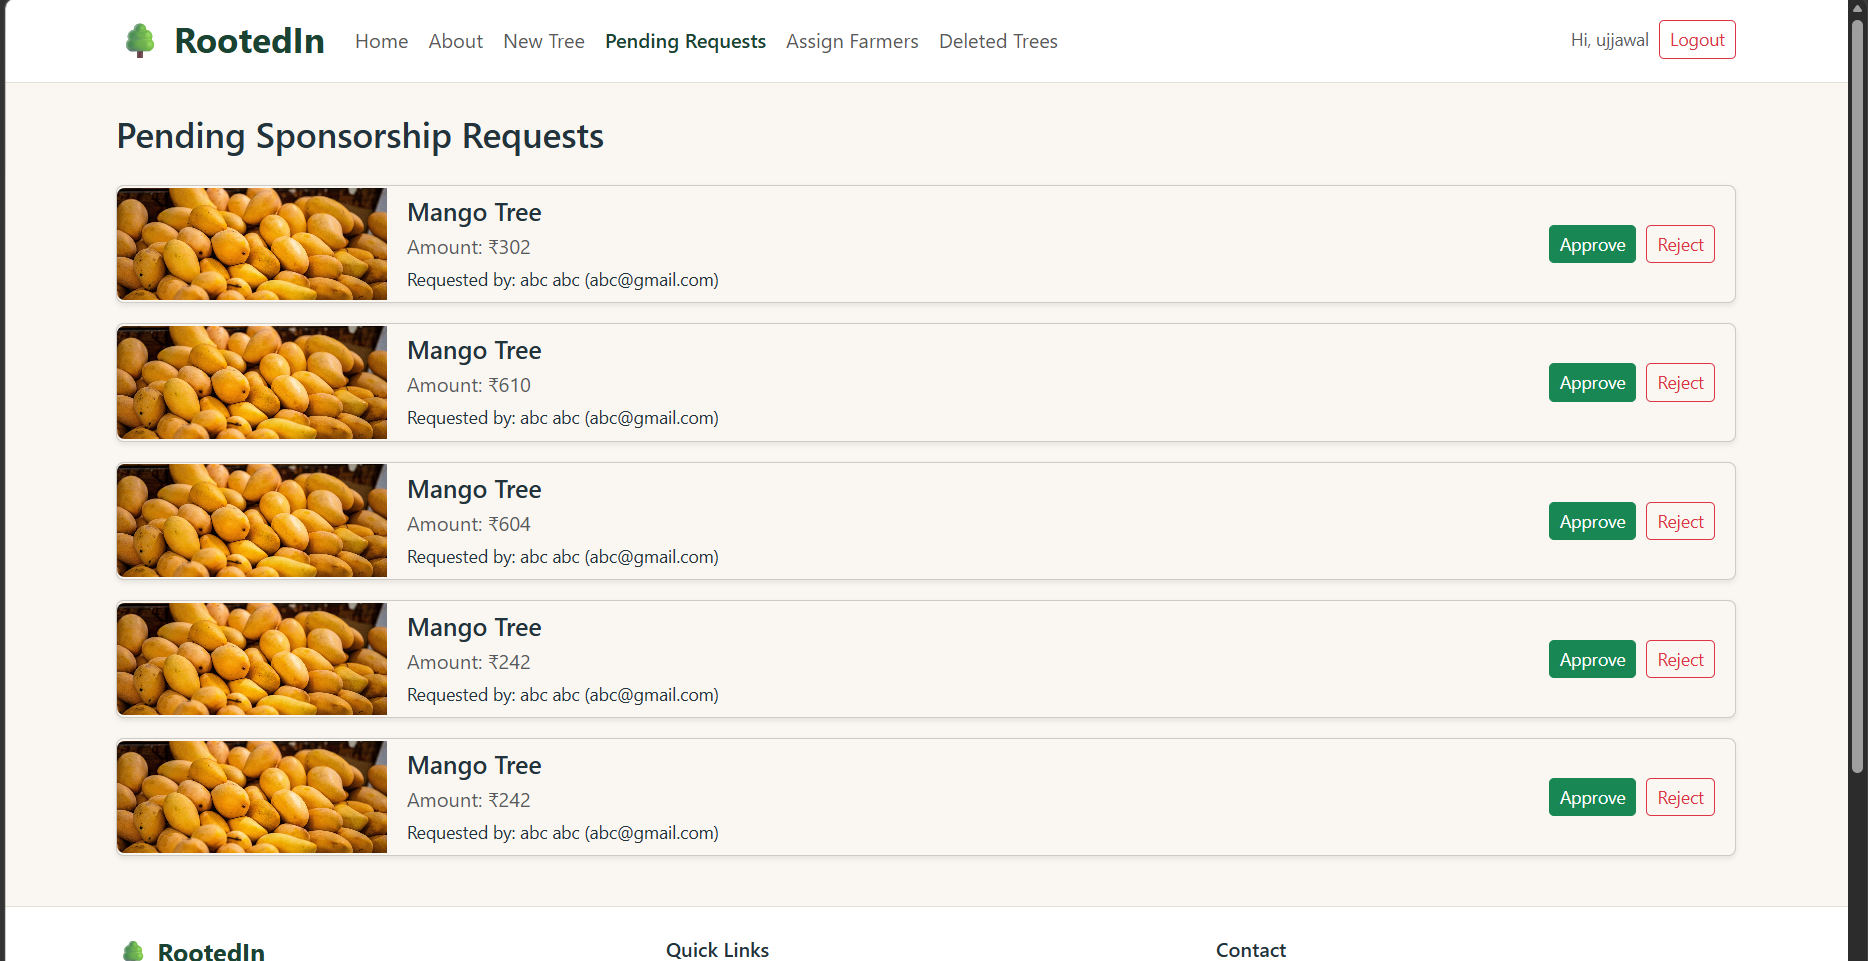 RootedIn Home About New Tree Pending Requests Assign Farmers Deleted Trees Hi, ujjawal Logout
Pending Sponsorship Requests
Mango Tree
Amount: ₹302
Requested by: abc abc (abc@gmail.com)
Approve Reject
Mango Tree
Amount: ₹610
Requested by: abc abc (abc@gmail.com)
Approve Reject
Mango Tree
Amount: ₹604
Requested by: abc abc (abc@gmail.com)
Approve Reject
Mango Tree
Amount: ₹242
Requested by: abc abc (abc@gmail.com)
Approve Reject
Mango Tree
Amount: ₹242
Requested by: abc abc (abc@gmail.com)
Approve Reject
RootedIn Quick Links Contact